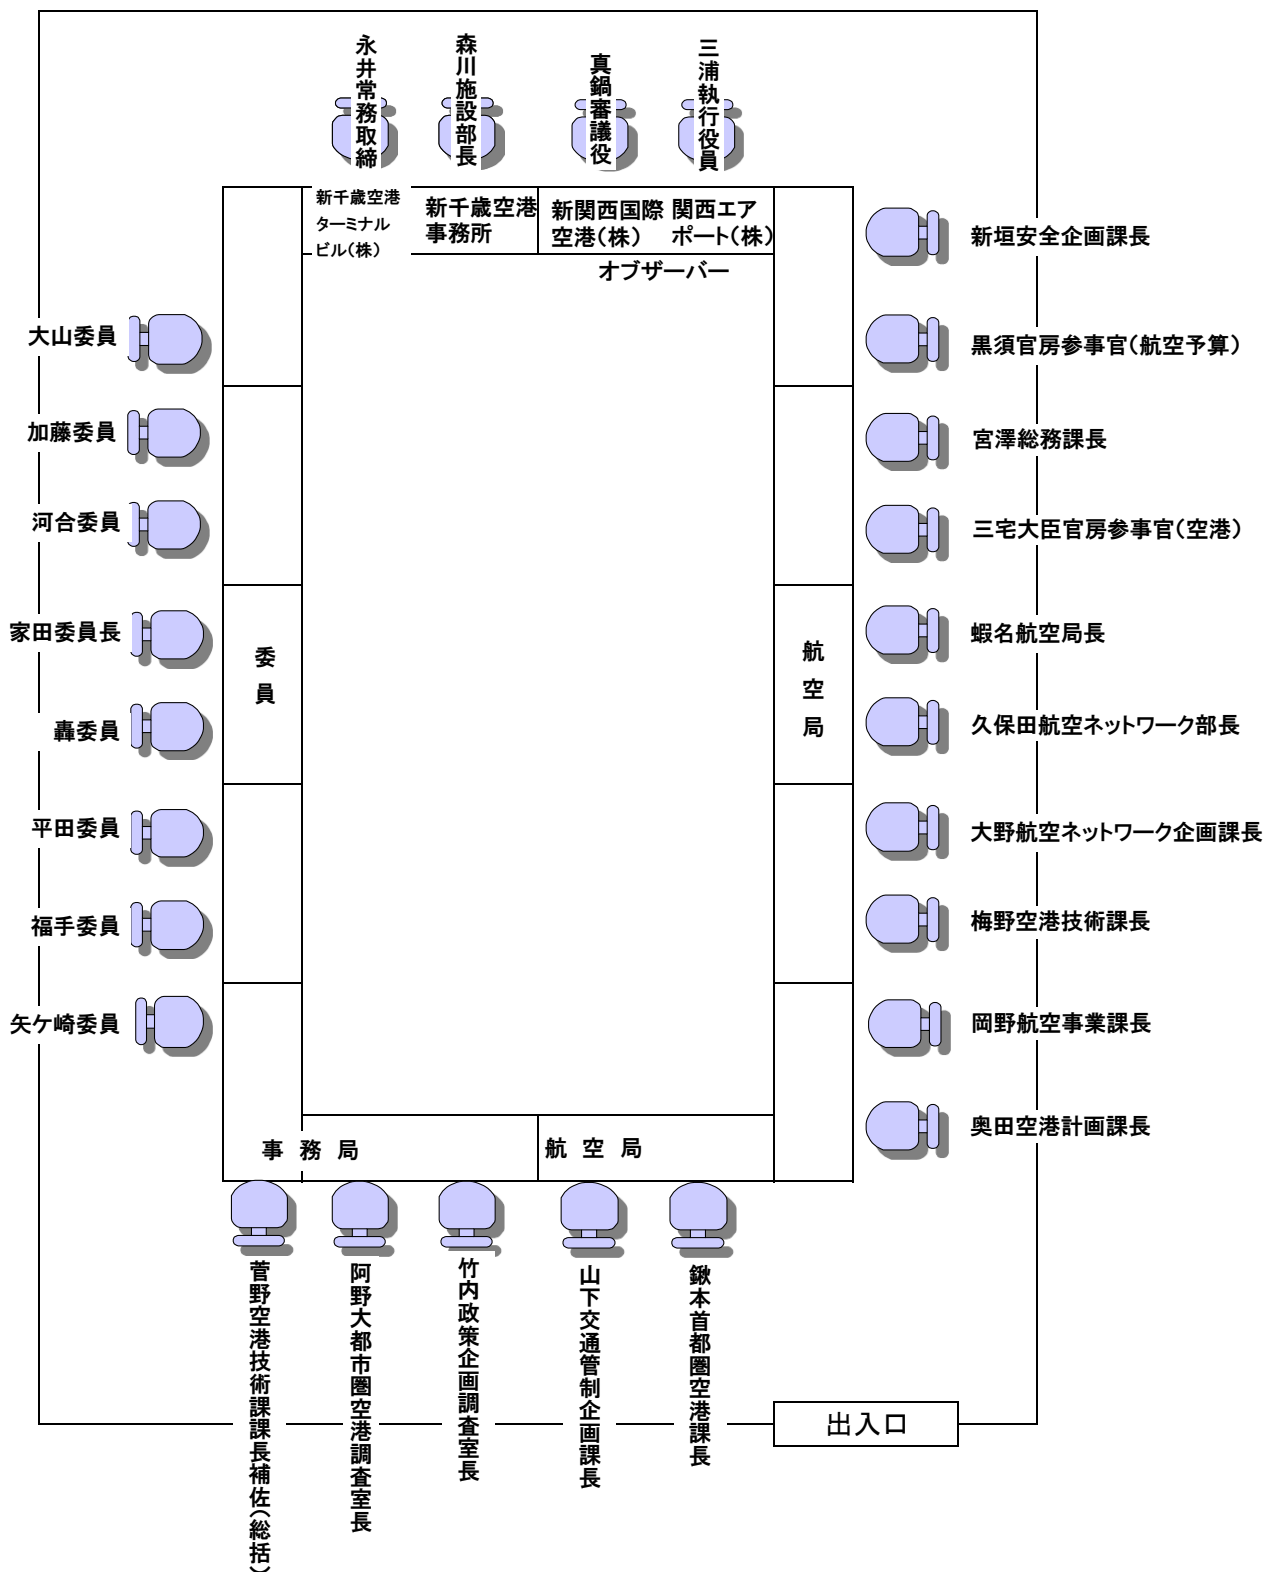 永井常務取締
森川施設部長
真鍋審議役
三浦執行役員
新千歳空港
ターミナル
ビル(株)
新千歳空港
事務所
新関西国際
空港(株)
関西エア
ポート(株)
オブザーバー
大山委員
加藤委員
河合委員
家田委員長
轟委員
平田委員
福手委員
矢ケ崎委員
委員
航空局
新垣安全企画課長
黒須官房参事官(航空予算)
宮澤総務課長
三宅大臣官房参事官(空港)
蝦名航空局長
久保田航空ネットワーク部長
大野航空ネットワーク企画課長
梅野空港技術課長
岡野航空事業課長
奥田空港計画課長
事務局
航空局
菅野空港技術課課長補佐(総括)
阿野大都市圏空港調査室長
竹内政策企画調査室長
山下交通管制企画課長
鍬本首都圏空港課長
出入口